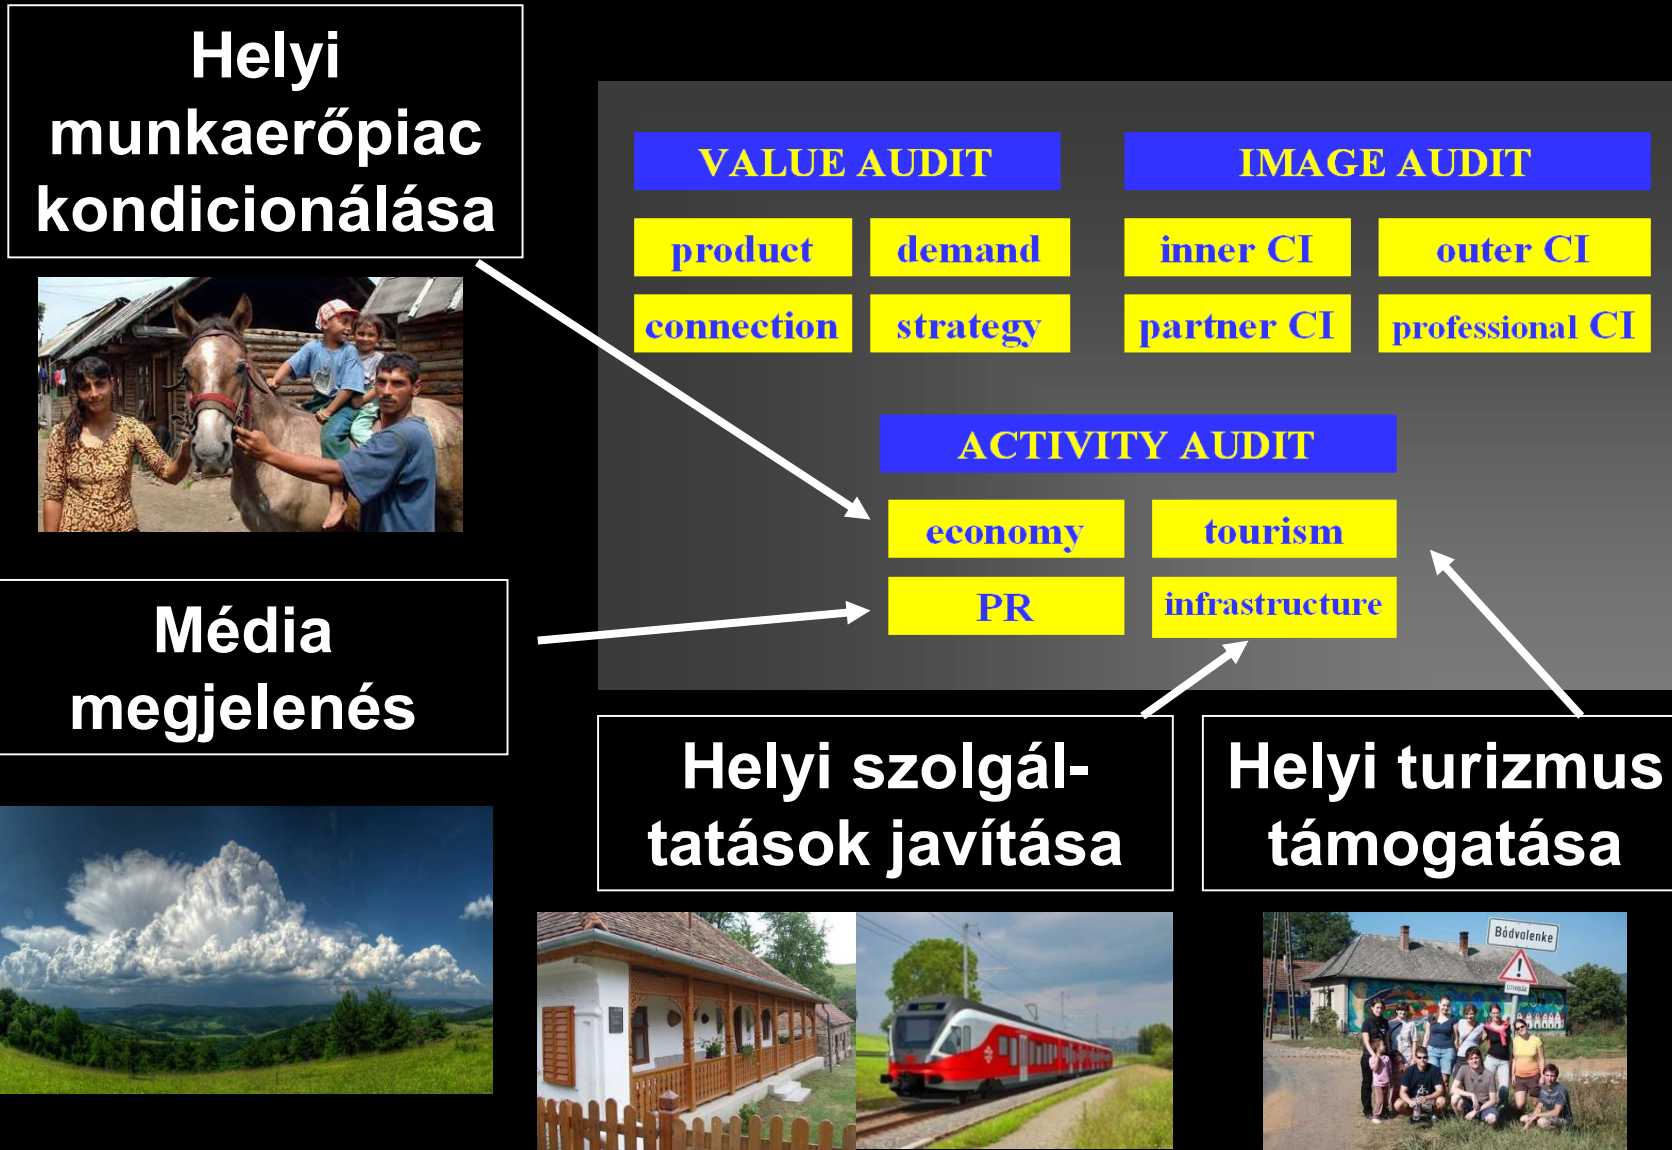 Helyi
munkaerőpiac
kondicionálása
VALUE AUDIT
IMAGE AUDIT
product
demand
inner CI
outer CI
connection
strategy
partner CI
professional CI
ACTIVITY AUDIT
economy
tourism
PR
infrastructure
Média
megjelenés
Helyi szolgál-
tatások javítása
Helyi turizmus
támogatása
Bódvalenke
ÚTHIBÁK